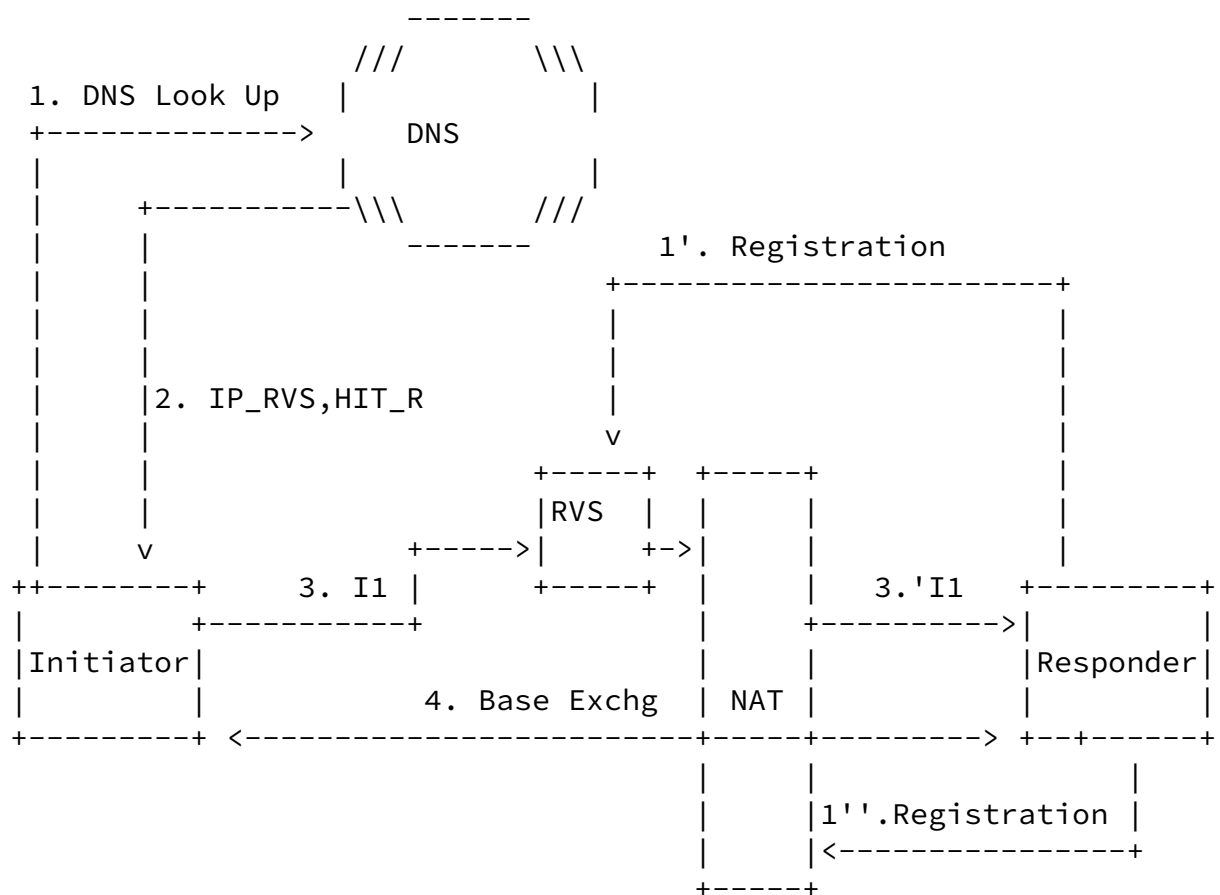 1. DNS Look Up
DNS
1'. Registration
2. IP_RVS,HIT_R
RVS
3. I1
3.'I1
Initiator
Responder
4. Base Exchg
NAT
1''.Registration